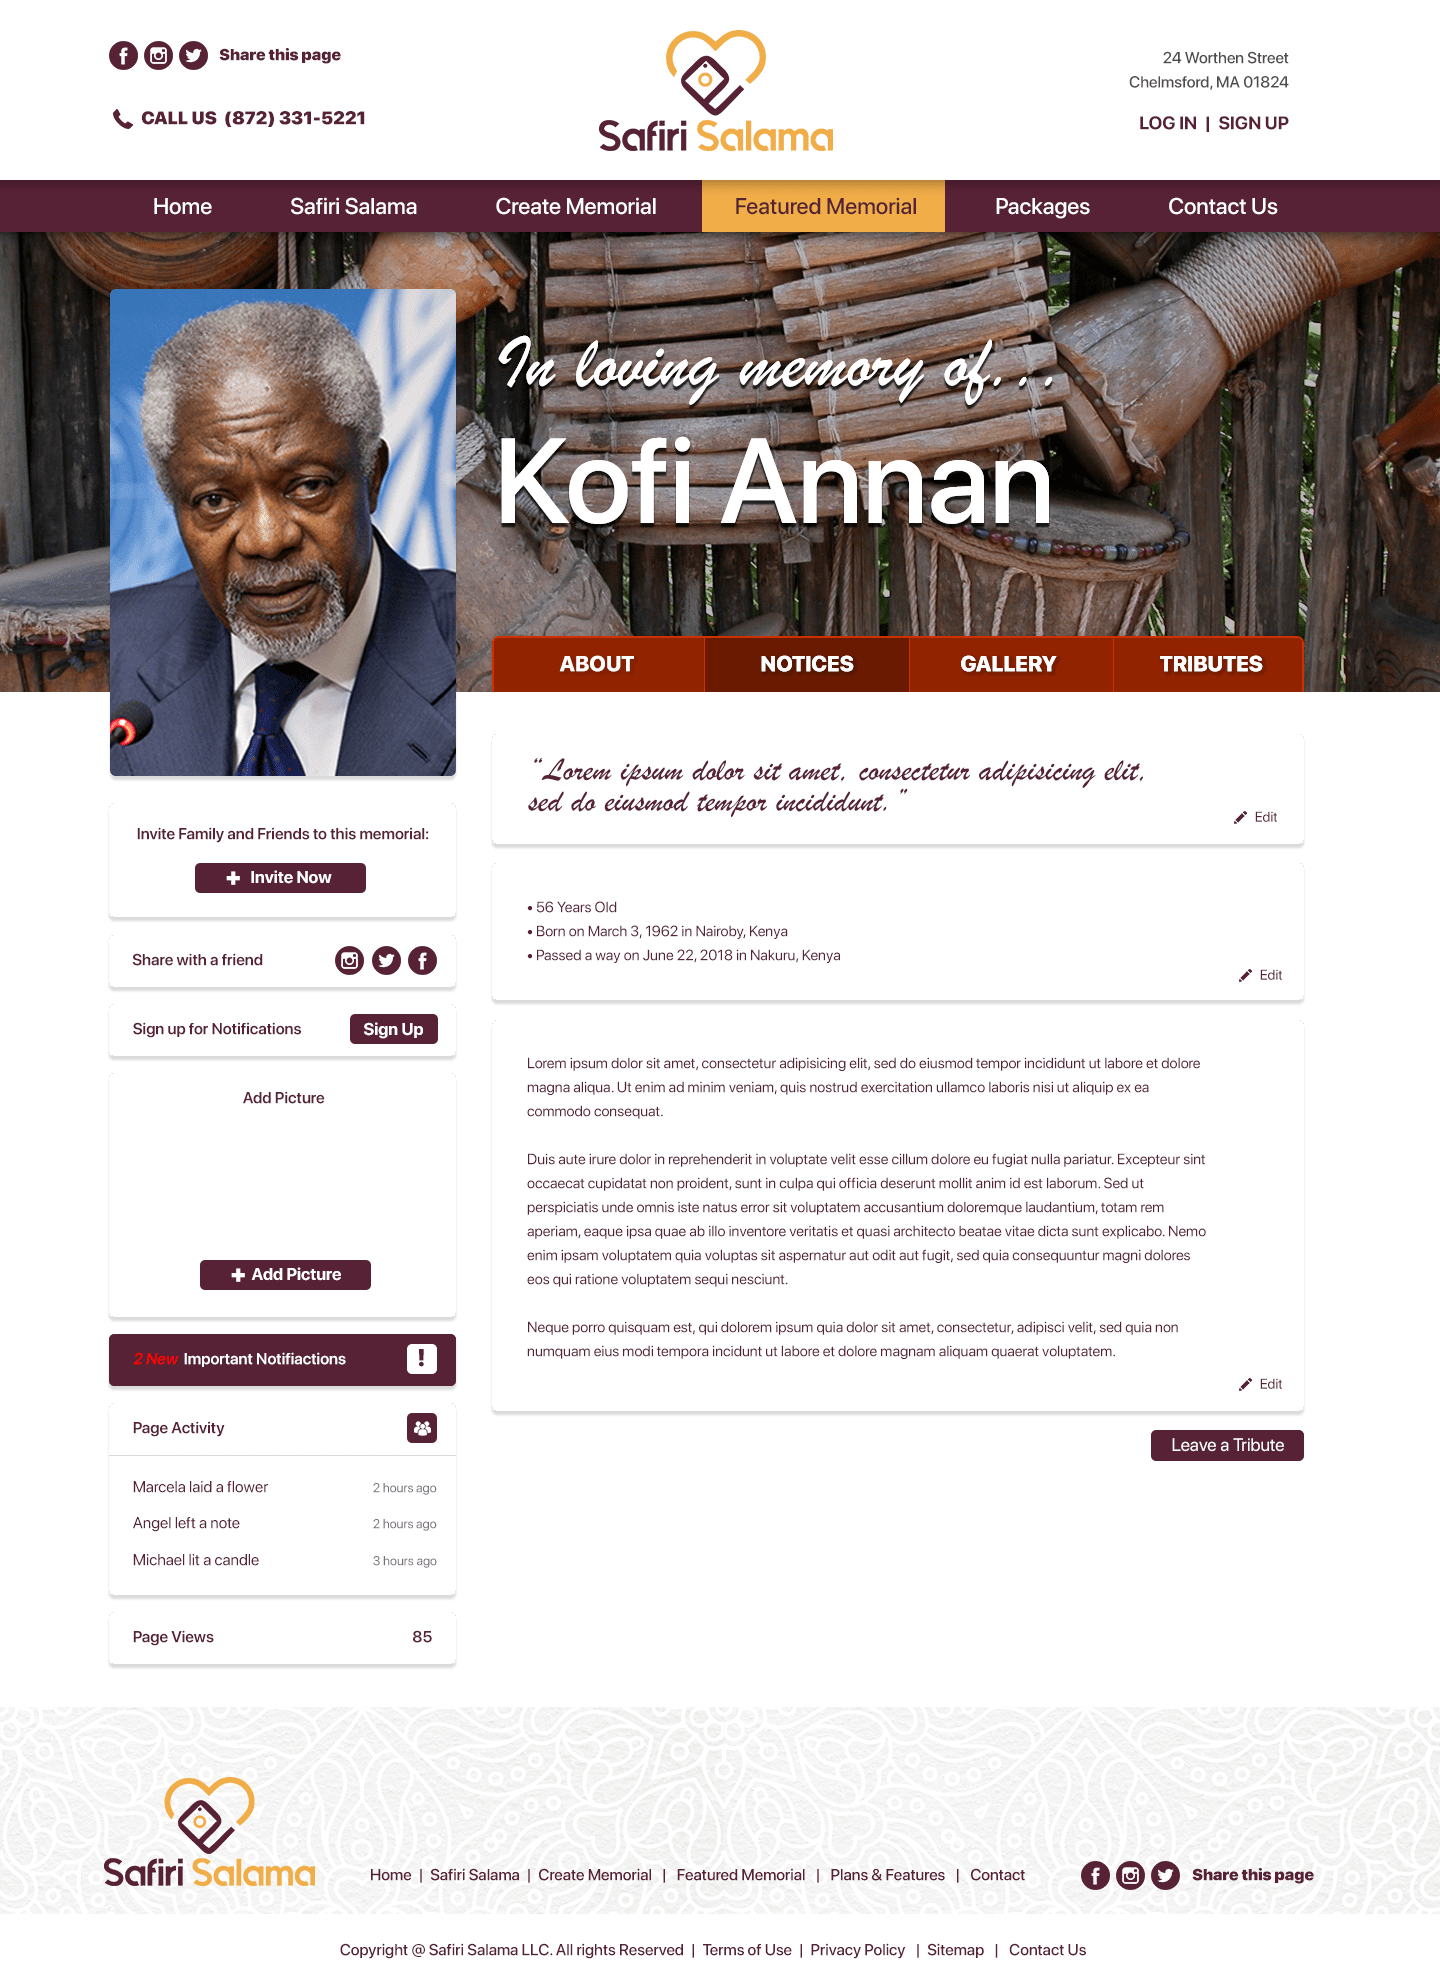 Share this page
CALL US (872) 331-5221
Safiri Salama
24 Worthen Street
Chelmsford, MA 01824
LOG IN | SIGN UP
Home Safiri Salama Create Memorial Featured Memorial Packages Contact Us
In loving memory of...
Kofi Annan
ABOUT NOTICES GALLERY TRIBUTES
Invite Family and Friends to this memorial:
Invite Now
Share with a friend
Sign up for Notifications Sign Up
Add Picture
Add Picture
2 New Important Notifiactions
Page Activity
Marcela laid a flower 2 hours ago
Angel left a note 2 hours ago
Michael lit a candle 3 hours ago
Page Views 85
“Lorem ipsum dolor sit amet, consectetur adipisicing elit,
sed do eiusmod tempor incididunt.”
Edit
• 56 Years Old
• Born on March 3, 1962 in Nairoby, Kenya
• Passed a way on June 22, 2018 in Nakuru, Kenya
Edit
Lorem ipsum dolor sit amet, consectetur adipisicing elit, sed do eiusmod tempor incididunt ut labore et dolore
magna aliqua. Ut enim ad minim veniam, quis nostrud exercitation ullamco laboris nisi ut aliquip ex ea
commodo consequat.
Duis aute irure dolor in reprehenderit in voluptate velit esse cillum dolore eu fugiat nulla pariatur. Excepteur sint
occaecat cupidatat non proident, sunt in culpa qui officia deserunt mollit anim id est laborum. Sed ut
perspiciatis unde omnis iste natus error sit voluptatem accusantium doloremque laudantium, totam rem
aperiam, eaque ipsa quae ab illo inventore veritatis et quasi architecto beatae vitae dicta sunt explicabo. Nemo
enim ipsam voluptatem quia voluptas sit aspernatur aut odit aut fugit, sed quia consequuntur magni dolores
eos qui ratione voluptatem sequi nesciunt.
Neque porro quisquam est, qui dolorem ipsum quia dolor sit amet, consectetur, adipisci velit, sed quia non
numquam eius modi tempora incidunt ut labore et dolore magnam aliquam quaerat voluptatem.
Edit
Leave a Tribute
Safiri Salama
Home | Safiri Salama | Create Memorial | Featured Memorial | Plans & Features | Contact
Share this page
Copyright @ Safiri Salama LLC. All rights Reserved | Terms of Use | Privacy Policy | Sitemap | Contact Us